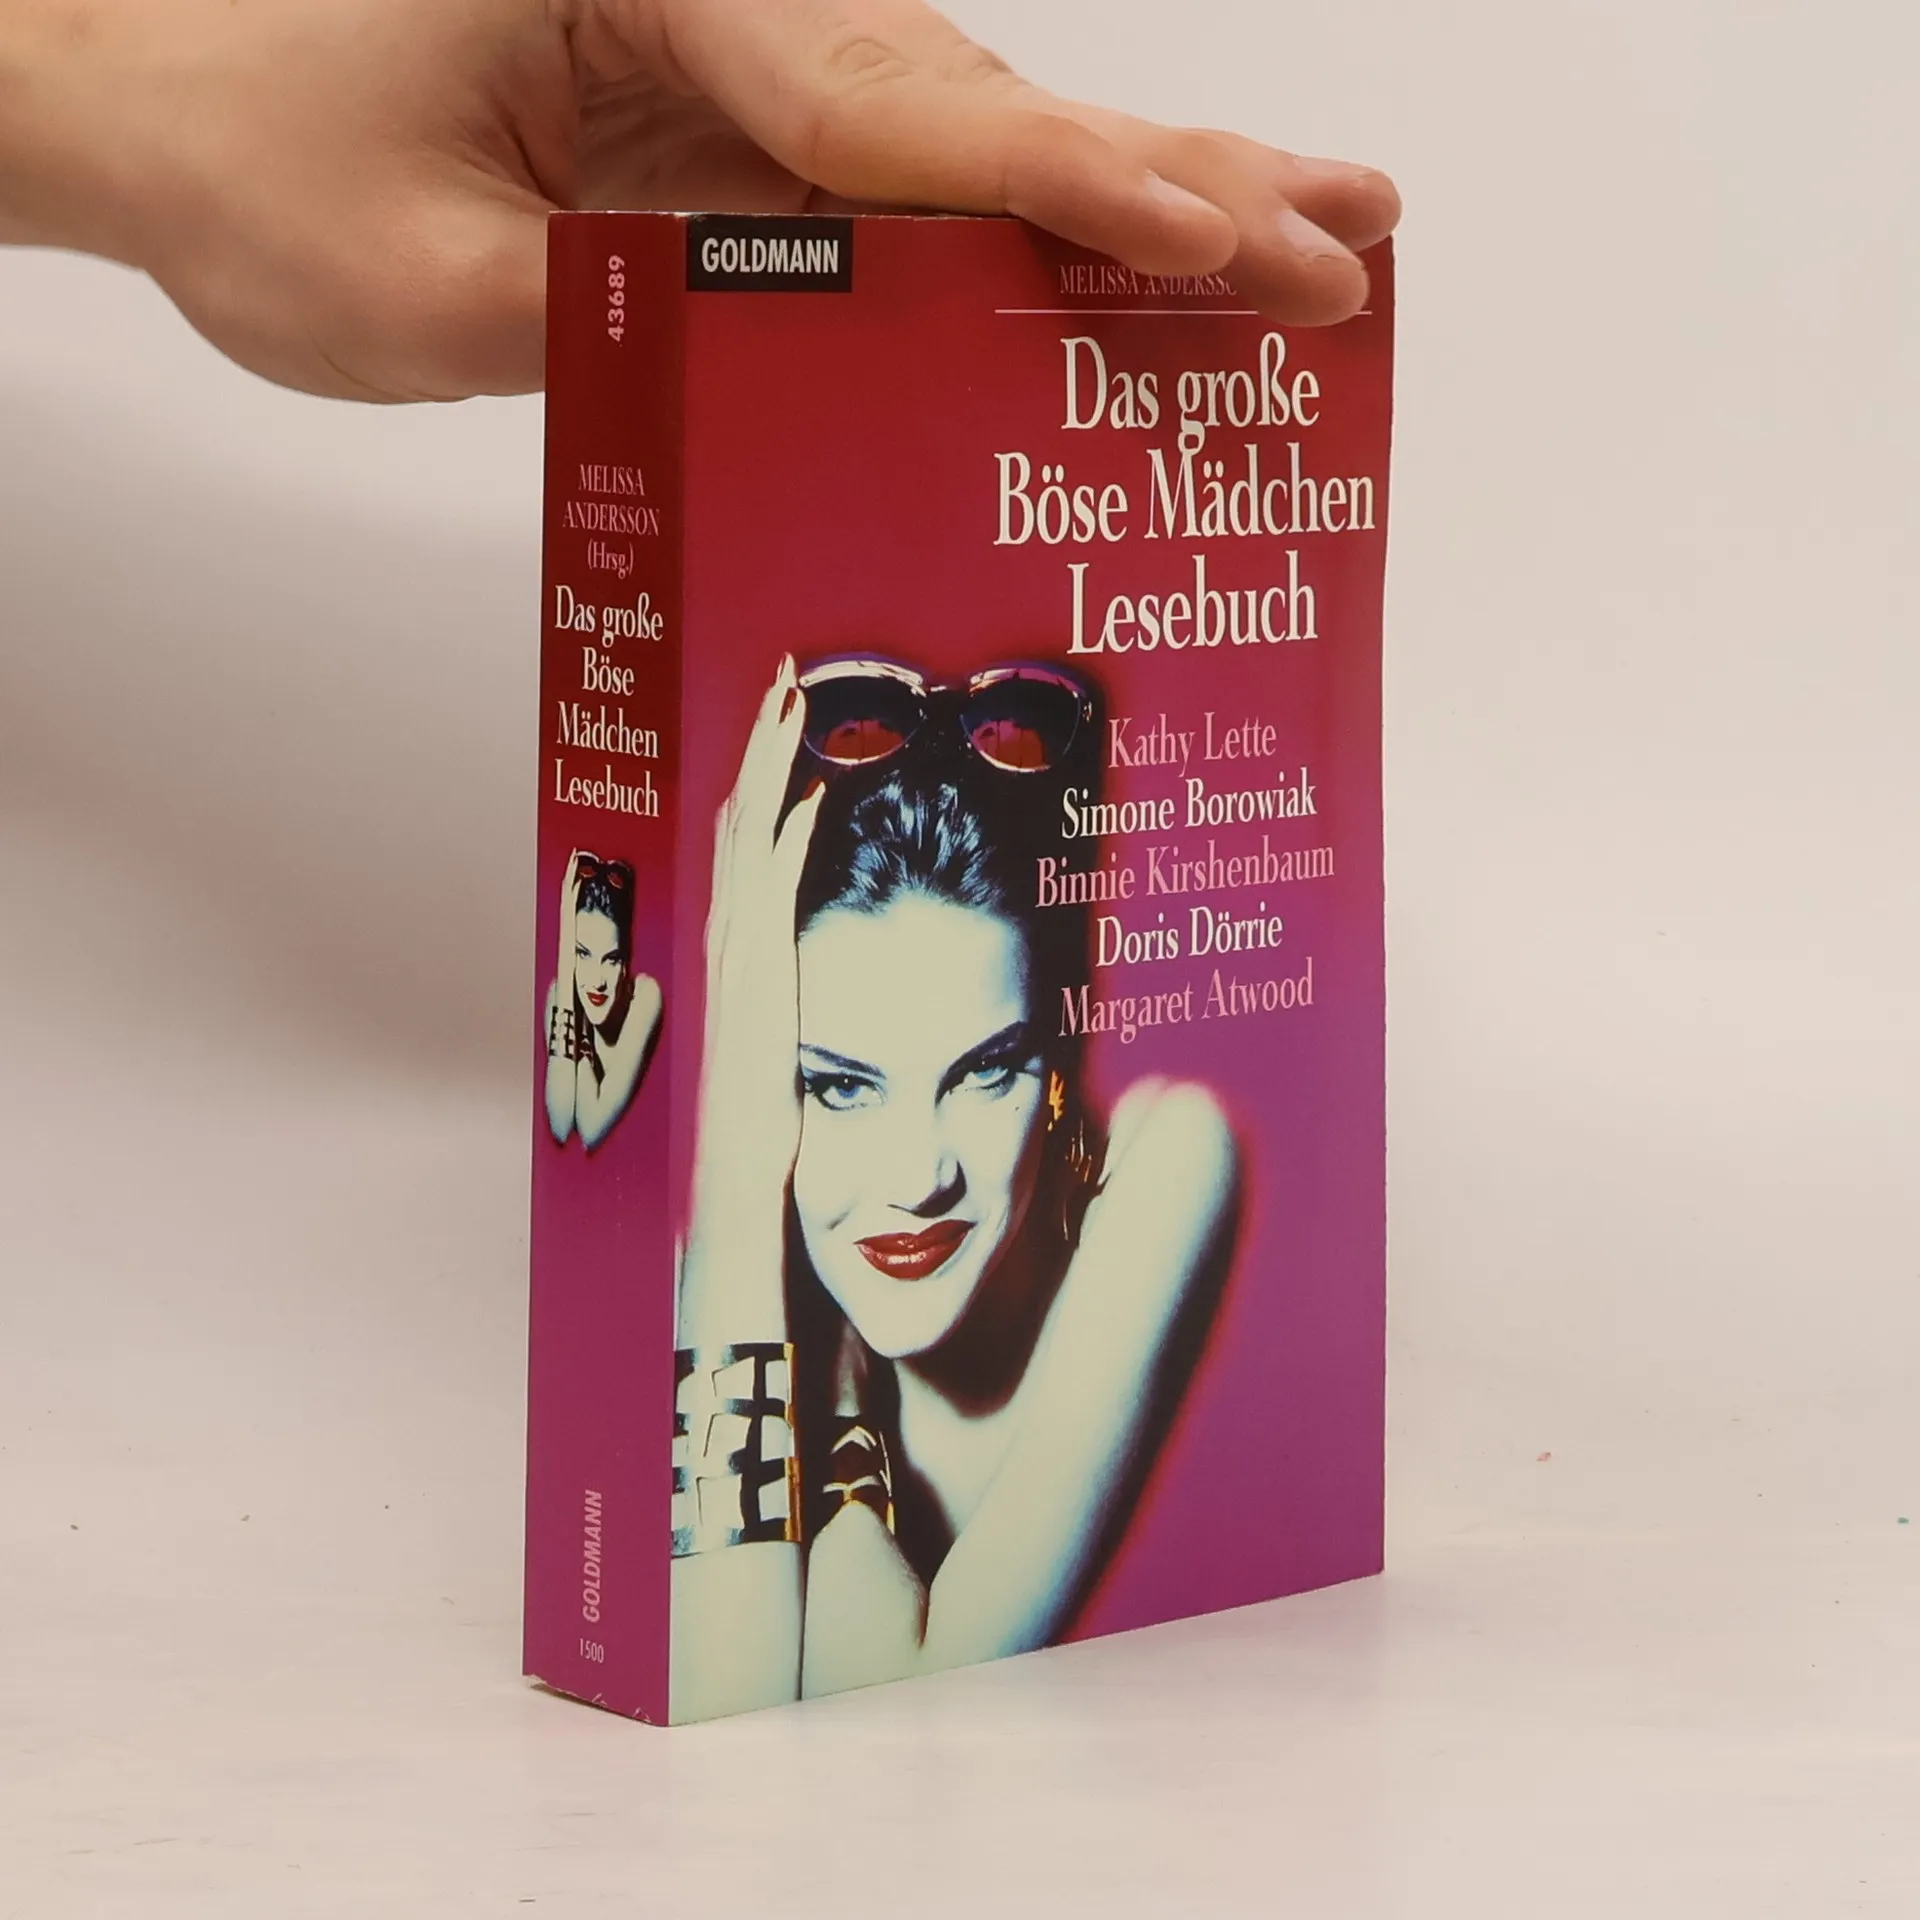 43689
MELISSA
ANDERSSON
(Hrsg.)
Das große
Böse
Mädchen
Lesebuch
GOLDMANN
1500
GOLDMANN
MELISSA
Das große
Böse Mädchen
Lesebuch
Kathy Lette
Simone Borowiak
Binnie Kirshenbaum
Doris Dörrie
Margaret Atwood